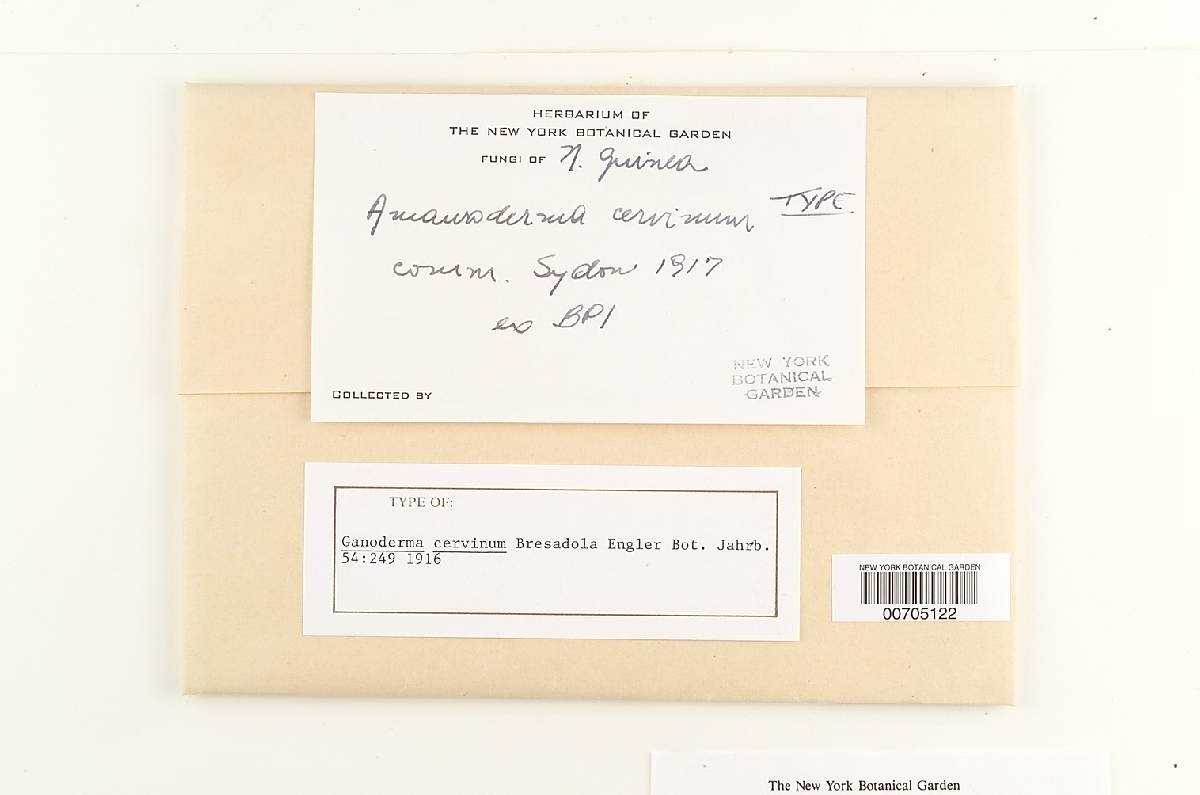 HERBARIUM OF
THE NEW YORK BOTANICAL GARDEN
FUNGI OF N. Guinea
TYPE
Amauroderma cervinum
comm. Sydow 1917
ex BPI
NEW YORK
BOTANICAL
GARDEN
COLLECTED BY
TYPE OF:
Ganoderma cervinum Bresadola Engler Bot. Jahrb.
54:249 1916
NEW YORK BOTANICAL GARDEN
00705122
The New York Botanical Garden